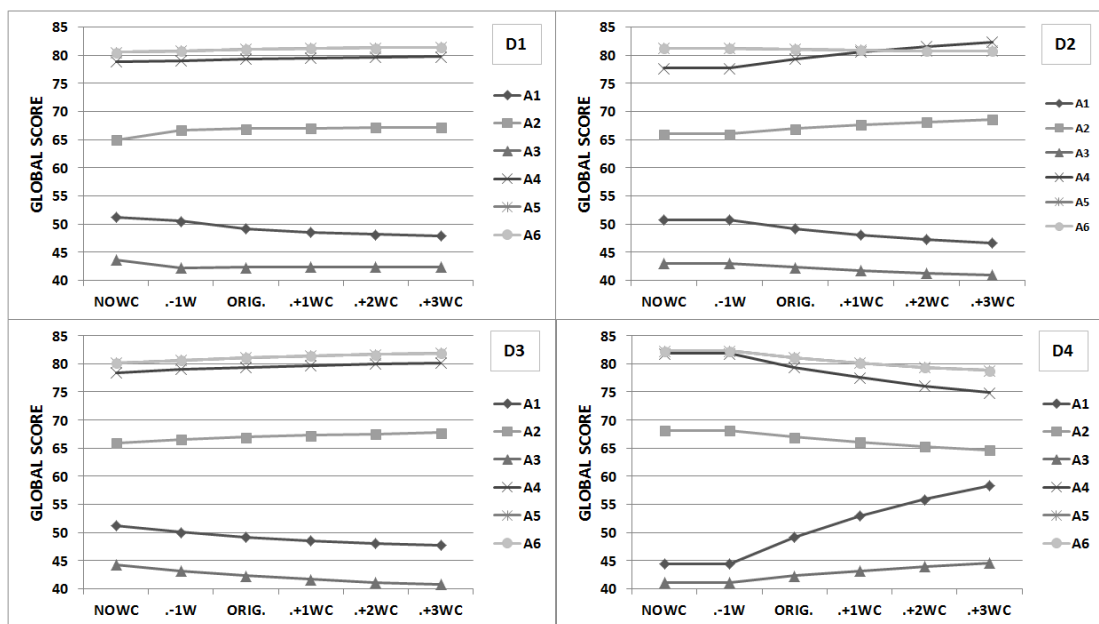 D1
GLOBAL SCORE
85
80
75
70
65
60
55
50
45
40
NOWC .-1W ORIG. .+1WC .+2WC .+3WC
A1
A2
A3
A4
A5
A6
D2
GLOBAL SCORE
85
80
75
70
65
60
55
50
45
40
NOWC .-1W ORIG. .+1WC .+2WC .+3WC
A1
A2
A3
A4
A5
A6
D3
GLOBAL SCORE
85
80
75
70
65
60
55
50
45
40
NOWC .-1W ORIG. .+1WC .+2WC .+3WC
A1
A2
A3
A4
A5
A6
D4
GLOBAL SCORE
85
80
75
70
65
60
55
50
45
40
NOWC .-1W ORIG. .+1WC .+2WC .+3WC
A1
A2
A3
A4
A5
A6